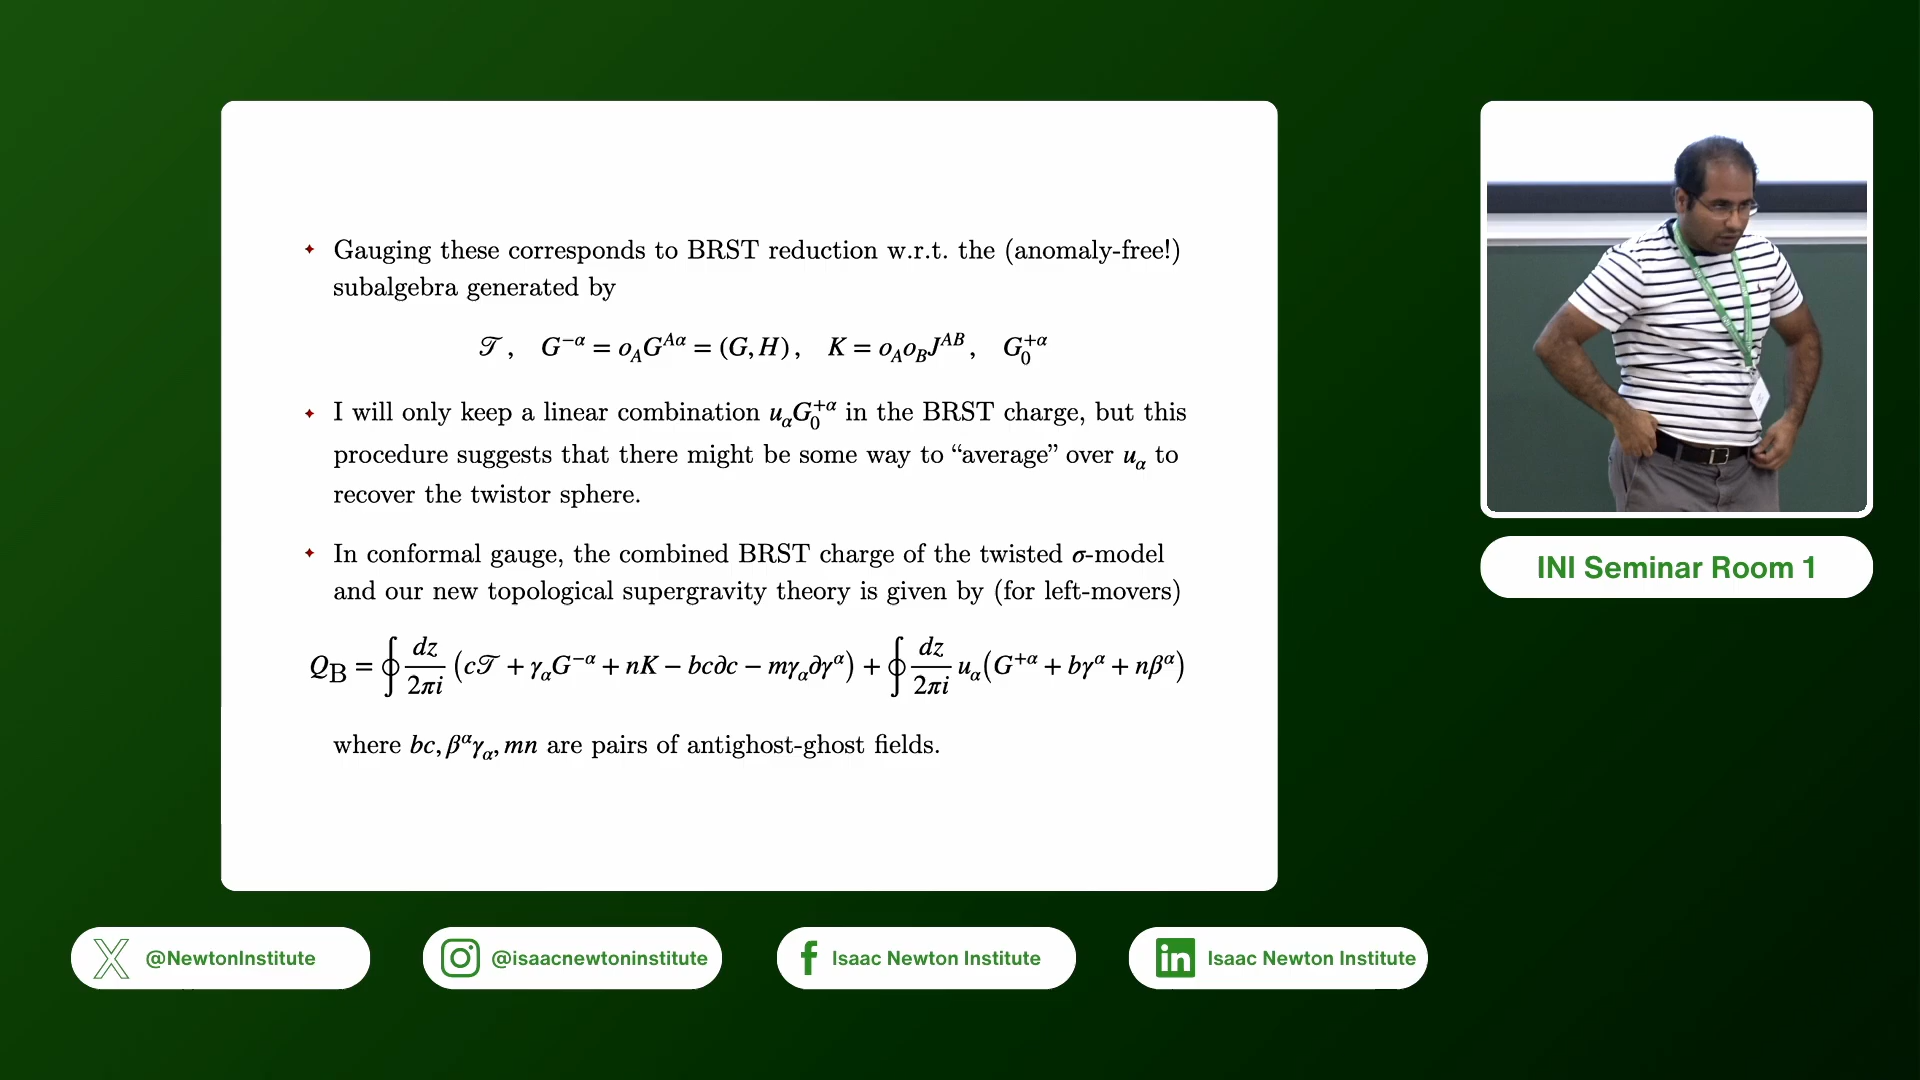 Gauging these corresponds to BRST reduction w.r.t. the (anomaly-free!)
subalgebra generated by
𝒯 , G^{−α} = o_A G^{Aα} = (G, H) , K = o_A o_B J^{AB} , G_0^{+α}
I will only keep a linear combination u_α G_0^{+α} in the BRST charge, but this
procedure suggests that there might be some way to “average” over u_α to
recover the twistor sphere.
In conformal gauge, the combined BRST charge of the twisted σ-model
and our new topological supergravity theory is given by (for left-movers)
Q_B = ∮ dz/2πi (c𝒯 + γ_α G^{−α} + nK − bc∂c − mγ_α ∂γ^α) + ∮ dz/2πi u_α(G^{+α} + bγ^α + nβ^α)
where bc, β^α γ_α, mn are pairs of antighost-ghost fields.
INI Seminar Room 1
@NewtonInstitute
@isaacnewtoninstitute
Isaac Newton Institute
Isaac Newton Institute